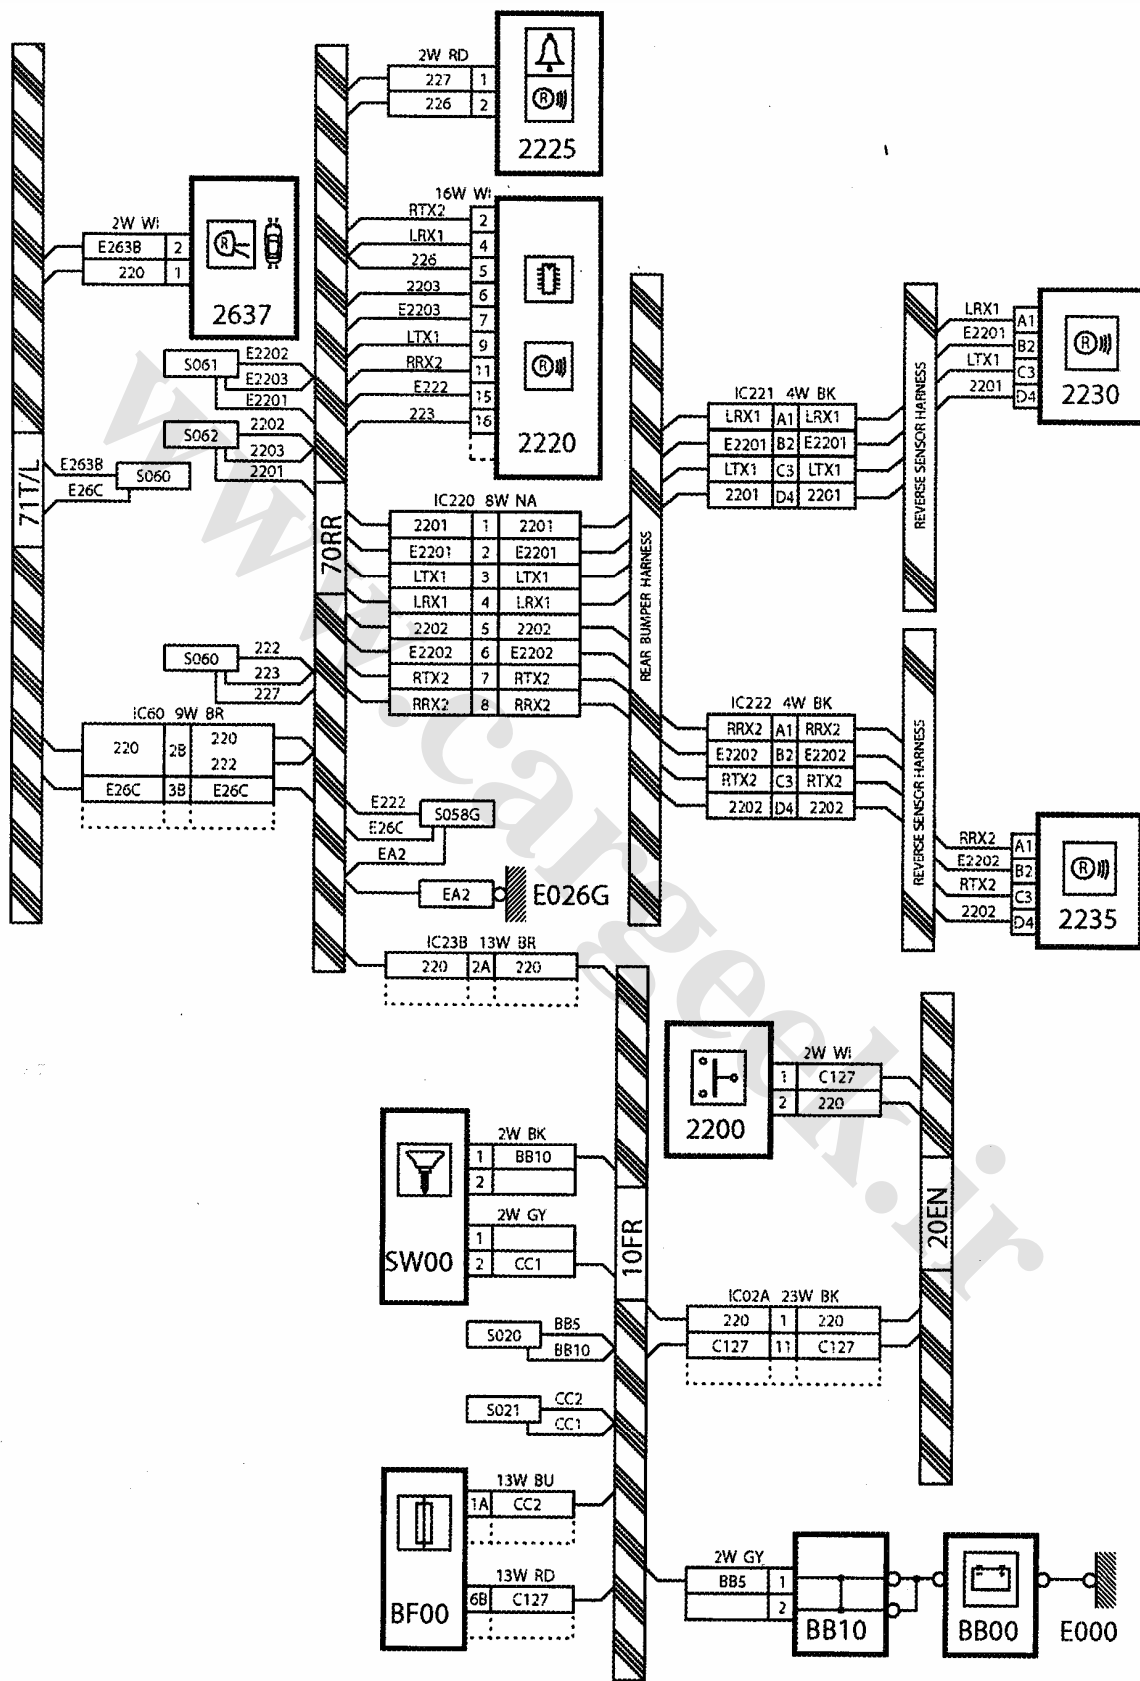 2W RD
227 1
226 2
2225
16W WI
RTX2 2
LRX1 4
226 5
2203 6
E2203 7
LTX1 9
RRX2 11
E222 15
223 16
2220
2W WI
E263B 2
220 1
2637
S061
E2202
E2203
E2201
S062
2202
2203
2201
E263B
S060
E26C
71T/L
70RR
IC220 8W NA
2201 1 2201
E2201 2 E2201
LTX1 3 LTX1
LRX1 4 LRX1
2202 5 2202
E2202 6 E2202
RTX2 7 RTX2
RRX2 8 RRX2
REAR BUMPER HARNESS
IC221 4W BK
LRX1 A1 LRX1
E2201 B2 E2201
LTX1 C3 LTX1
2201 D4 2201
REVERSE SENSOR HARNESS
LRX1 A1
E2201 B2
LTX1 C3
2201 D4
2230
S060
222
223
227
IC60 9W BR
220 2B 220
222
E26C 3B E26C
E222
S058G
E26C
EA2
EA2
E026G
IC222 4W BK
RRX2 A1 RRX2
E2202 B2 E2202
RTX2 C3 RTX2
2202 D4 2202
REVERSE SENSOR HARNESS
RRX2 A1
E2202 B2
RTX2 C3
2202 D4
2235
IC23B 13W BR
220 2A 220
2W WI
1 C127
2 220
2200
2W BK
1 BB10
2
2W GY
1
2 CC1
SW00
10FR
20EN
IC02A 23W BK
220 1 220
C127 11 C127
S020
BB5
BB10
S021
CC2
CC1
13W BU
1A CC2
13W RD
6B C127
BF00
2W GY
BB5 1
2
BB10
BB00
E000
www.cargeek.ir